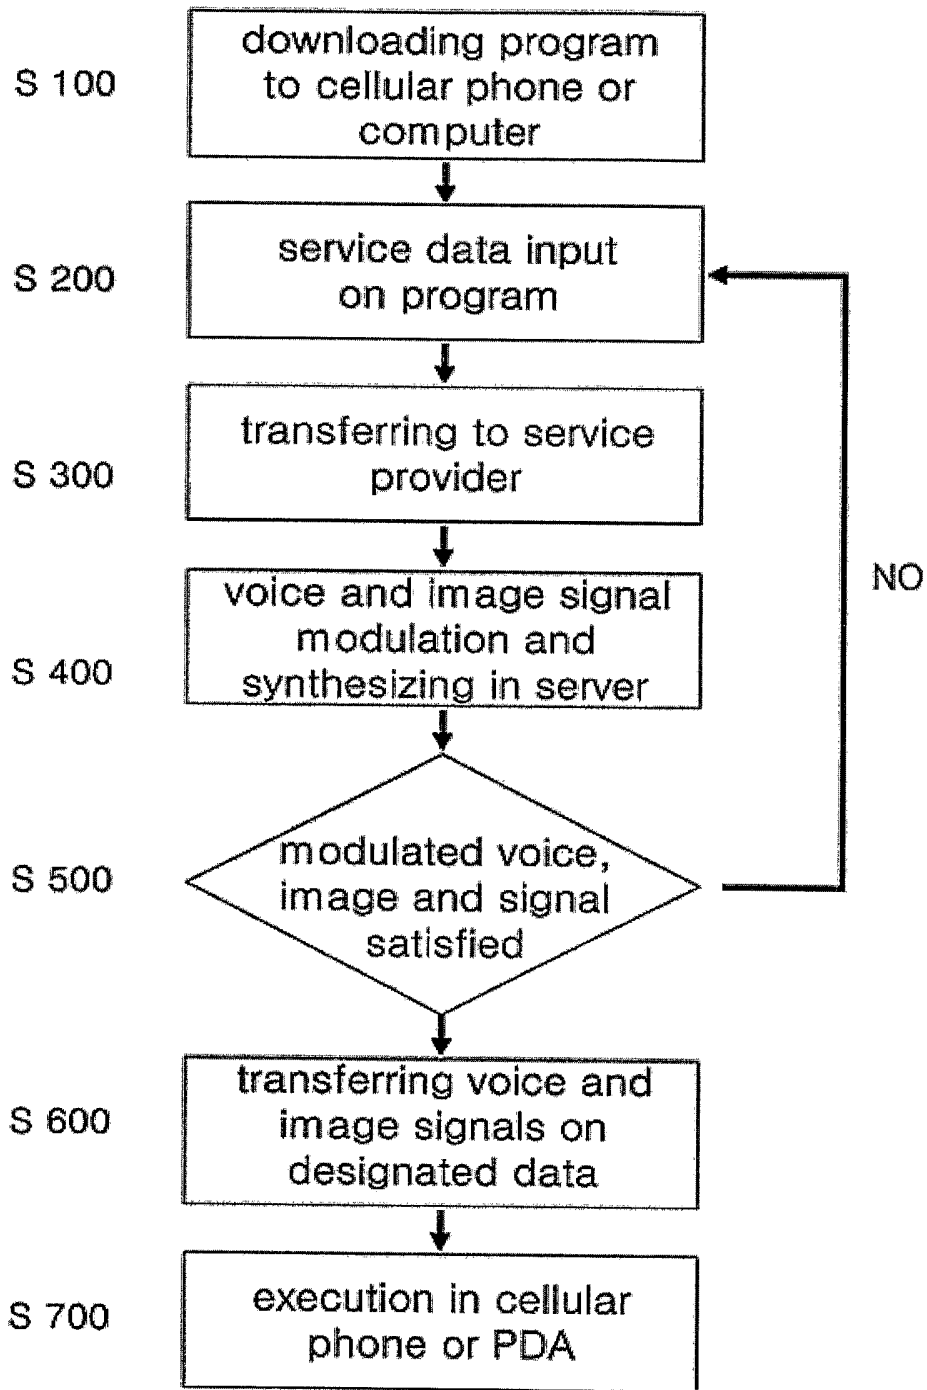 S 100
downloading program
to cellular phone or
computer
S 200
service data input
on program
S 300
transferring to service
provider
S 400
voice and image signal
modulation and
synthesizing in server
NO
S 500
modulated voice,
image and signal
satisfied
S 600
transferring voice and
image signals on
designated data
S 700
execution in cellular
phone or PDA